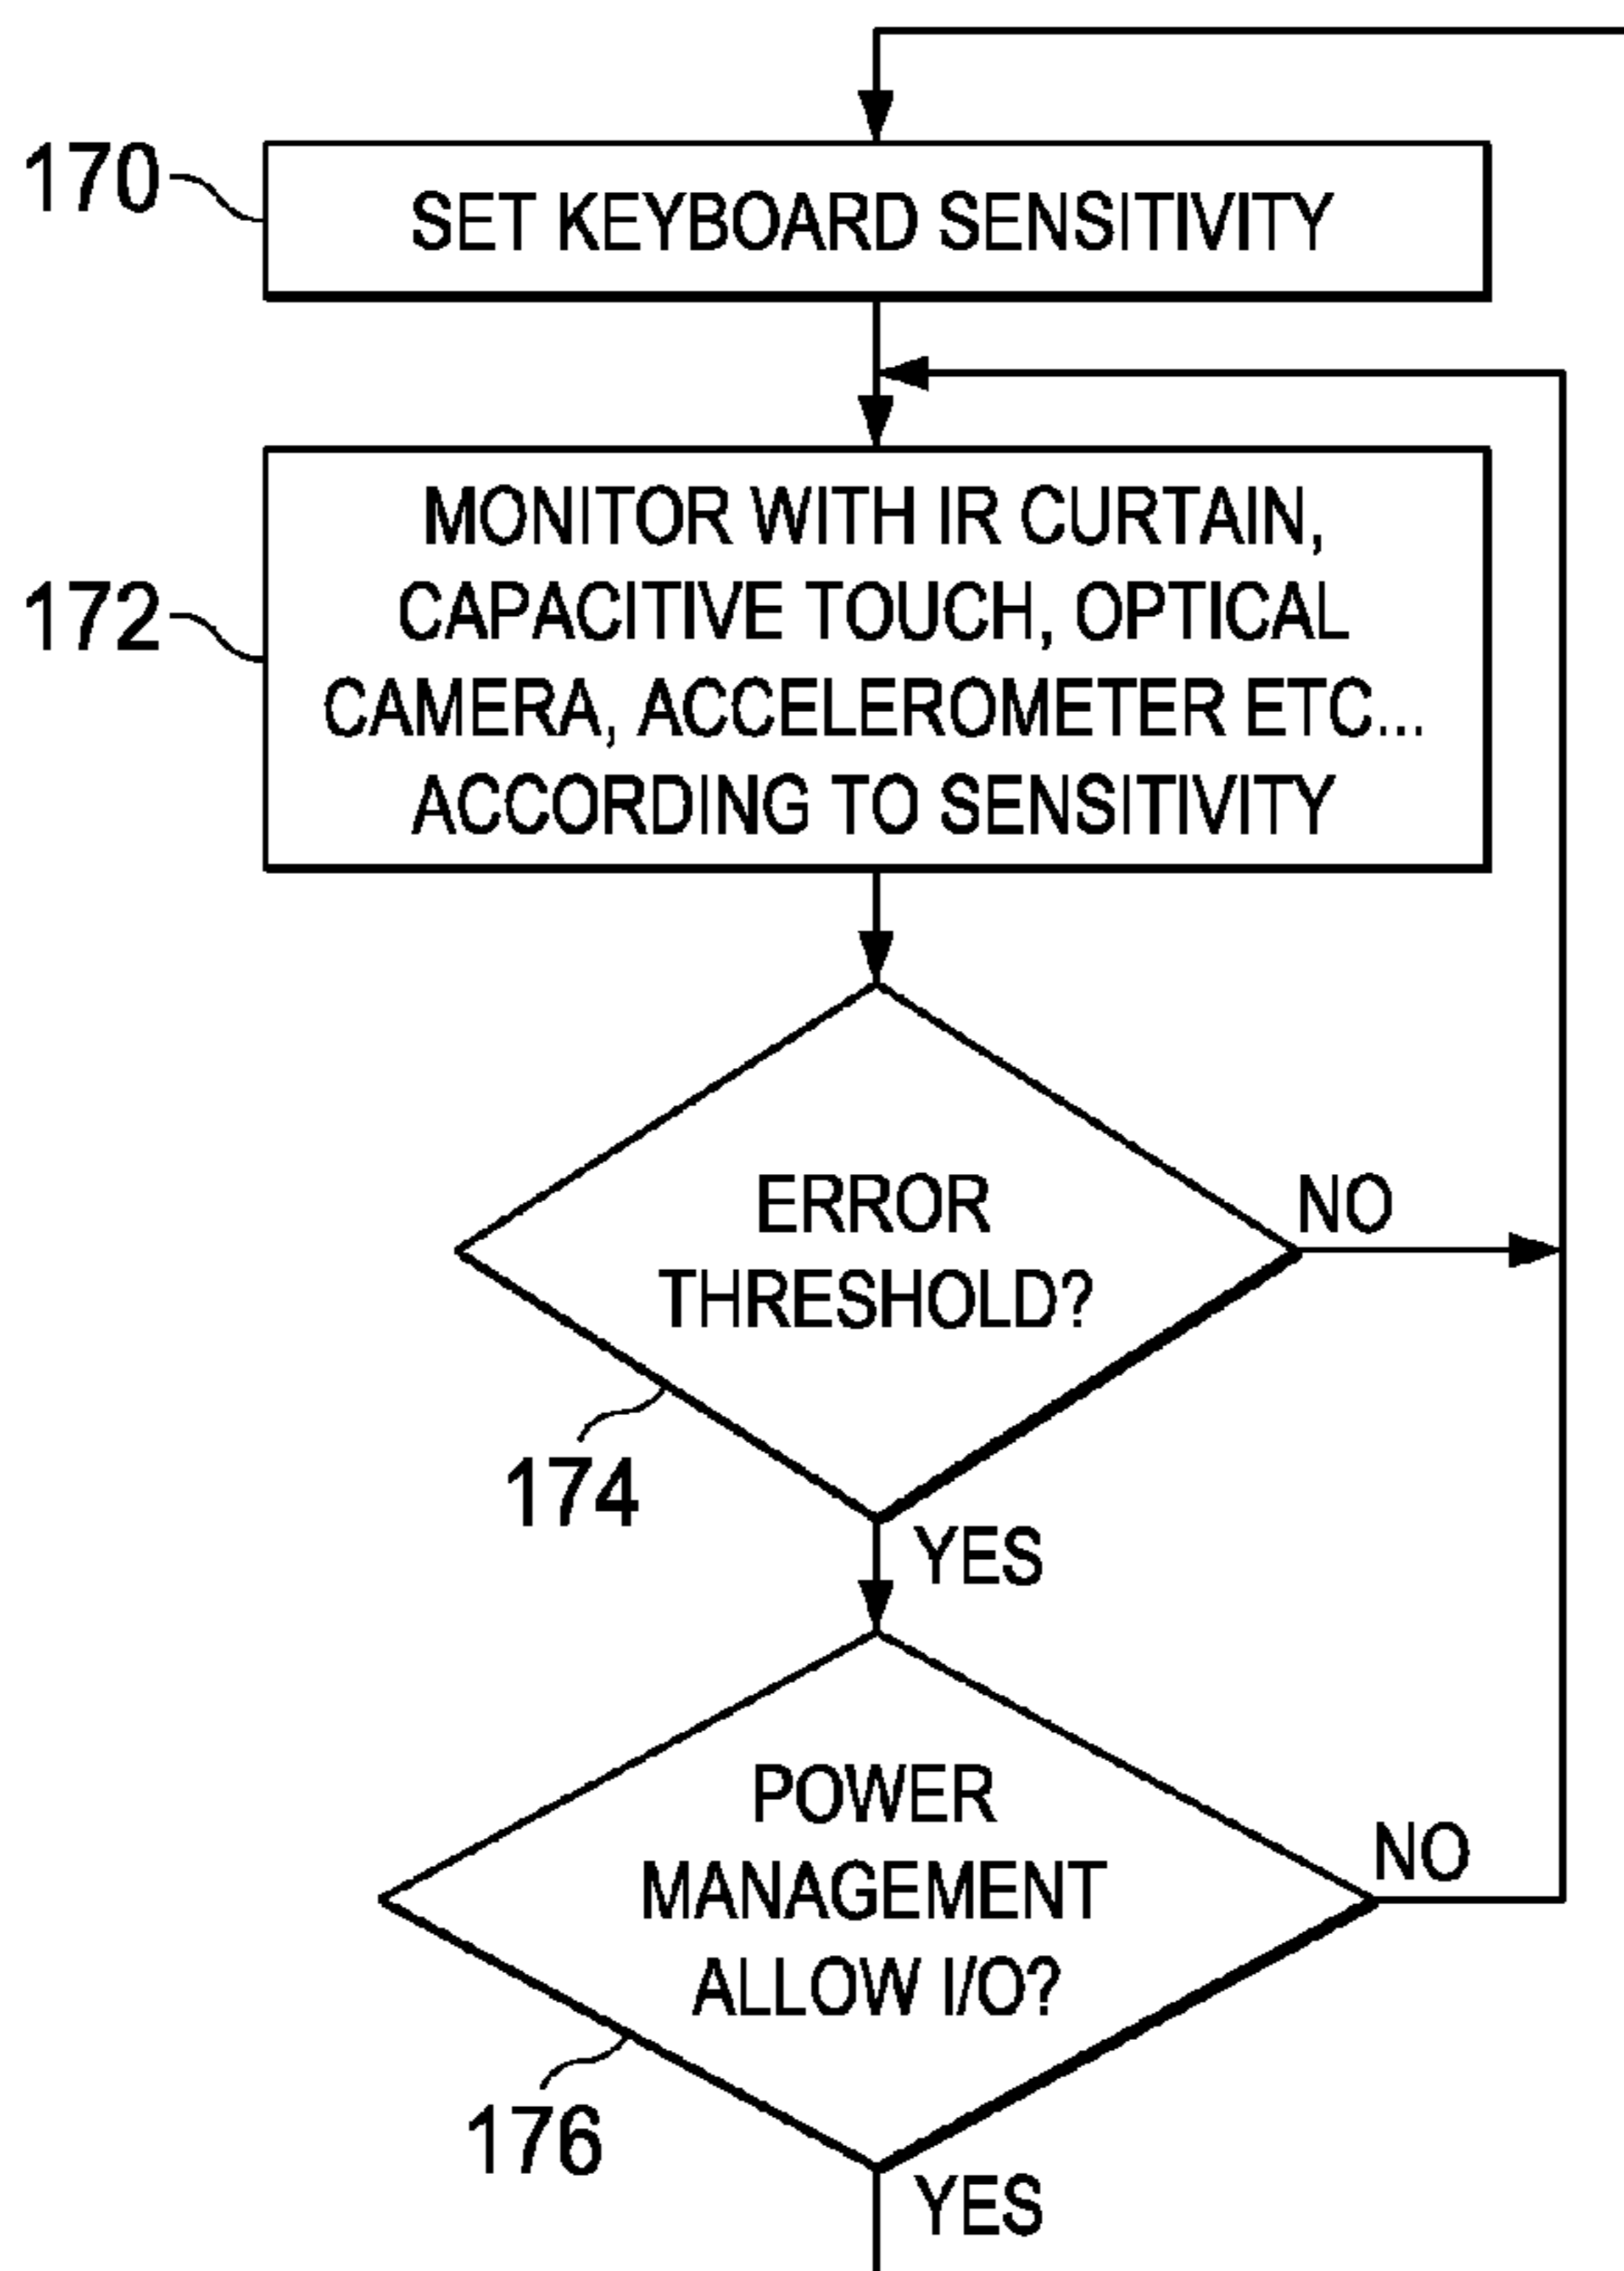 170
SET KEYBOARD SENSITIVITY
172
MONITOR WITH IR CURTAIN,
CAPACITIVE TOUCH, OPTICAL
CAMERA, ACCELEROMETER ETC...
ACCORDING TO SENSITIVITY
ERROR
THRESHOLD?
NO
174
YES
POWER
MANAGEMENT
ALLOW I/O?
NO
176
YES